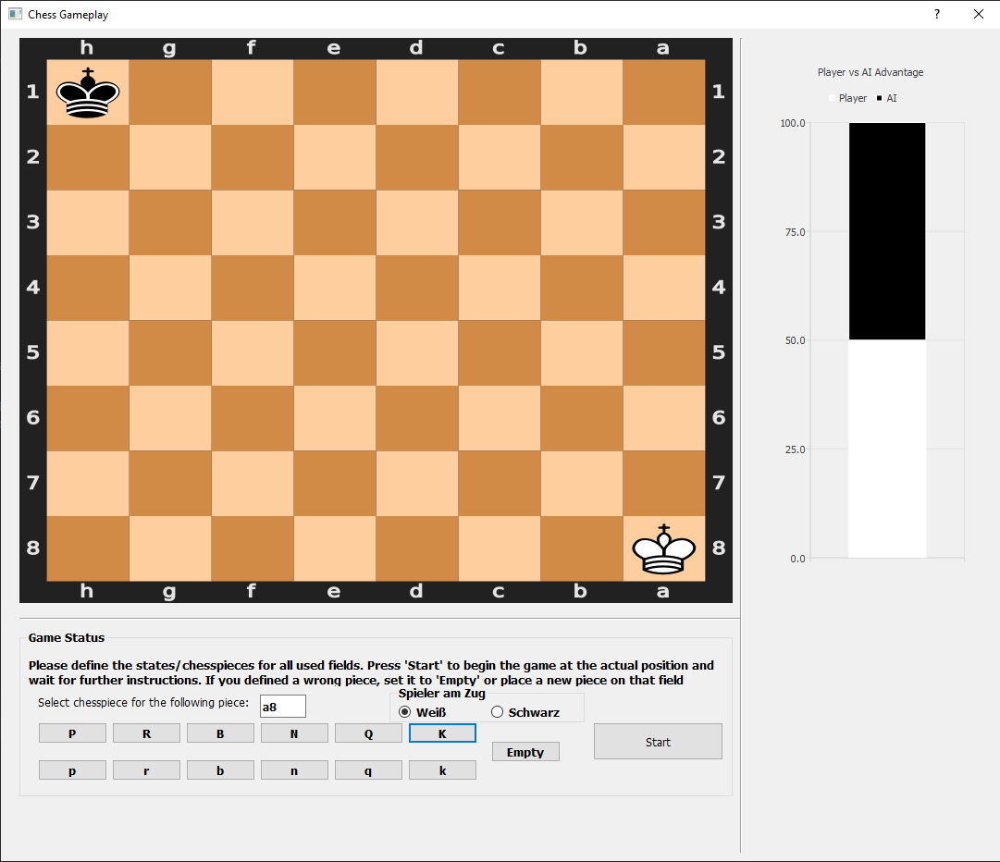 Chess Gameplay
?
h g f e d c b a
1 1
2 2
3 3
4 4
5 5
6 6
7 7
8 8
h g f e d c b a
Player vs AI Advantage
Player AI
100.0
75.0
50.0
25.0
0.0
Game Status
Please define the states/chesspieces for all used fields. Press 'Start' to begin the game at the actual position and
wait for further instructions. If you defined a wrong piece, set it to 'Empty' or place a new piece on that field
Spieler am Zug
Select chesspiece for the following piece: a8
Weiß Schwarz
P R B N Q K
Empty
Start
p r b n q k